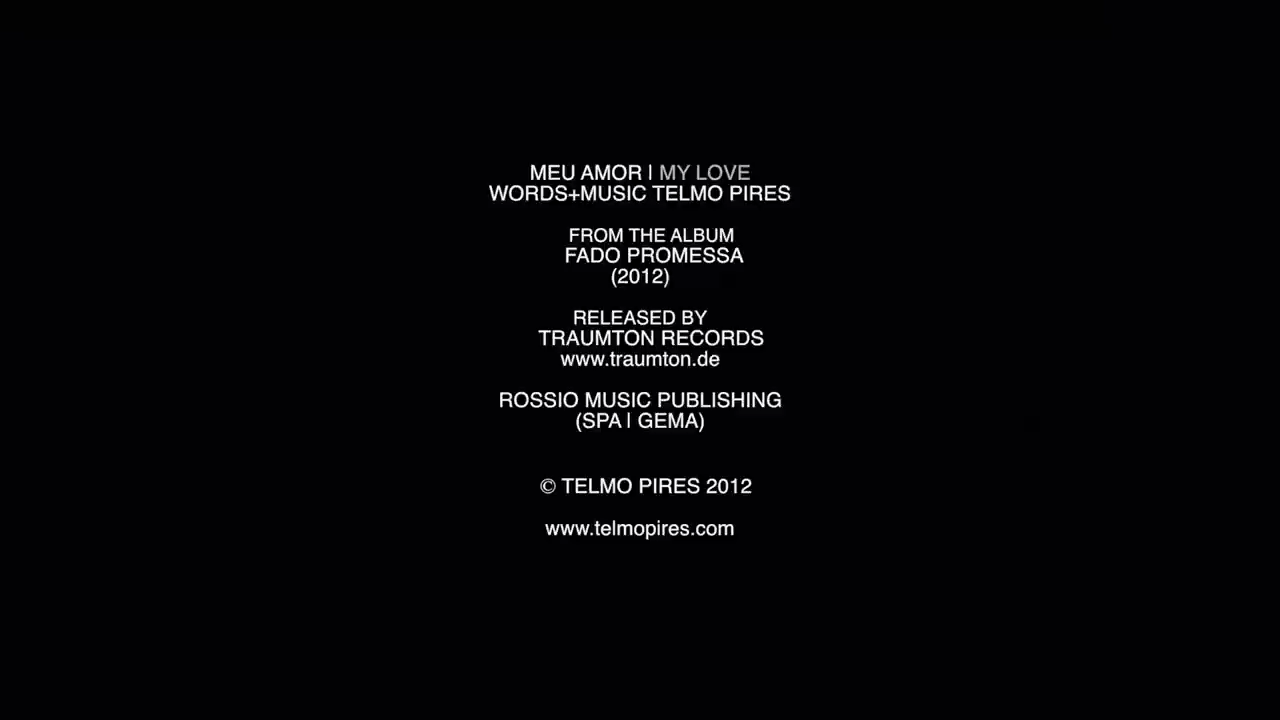 MEU AMOR | MY LOVE
WORDS+MUSIC TELMO PIRES
FROM THE ALBUM
FADO PROMESSA
(2012)
RELEASED BY
TRAUMTON RECORDS
www.traumton.de
ROSSIO MUSIC PUBLISHING
(SPA | GEMA)
© TELMO PIRES 2012
www.telmopires.com